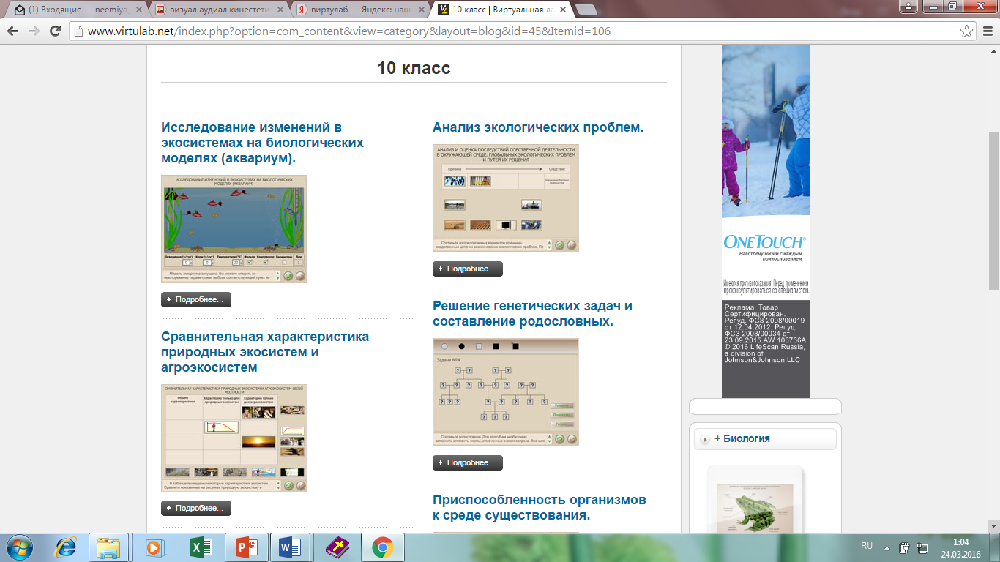 (1) Входящие — neemiya
визуал аудиал кинестети
виртулаб — Яндекс: наш
10 класс | Виртуальная ла
www.virtulab.net/index.php?option=com_content&view=category&layout=blog&id=45&Itemid=106
10 класс
Исследование изменений в
экосистемах на биологических
моделях (аквариум).
ИССЛЕДОВАНИЕ ИЗМЕНЕНИЙ В ЭКОСИСТЕМАХ НА БИОЛОГИЧЕСКИХ
МОДЕЛЯХ (АКВАРИУМ)
Освещение (ч/сут) Корм (г/сут) Температура (°C) Фильтр Компрессор Параметры Дни
0 0 20
Модель аквариума запущена. Вы можете следить за
некоторыми ее параметрами, выбрав соответствующий пункт на
Подробнее...
Сравнительная характеристика
природных экосистем и
агроэкосистем
СРАВНИТЕЛЬНАЯ ХАРАКТЕРИСТИКА ПРИРОДНЫХ ЭКОСИСТЕМ И АГРОЭКОСИСТЕМ СВОЕЙ
МЕСТНОСТИ
Общие характеристики
Характерно только для природных экосистем
Характерно только для агроэкосистем
В таблице приведены некоторые характеристики экосистем.
Сравните показанные на рисунках природную экосистему и
Подробнее...
Анализ экологических проблем.
АНАЛИЗ И ОЦЕНКА ПОСЛЕДСТВИЙ СОБСТВЕННОЙ ДЕЯТЕЛЬНОСТИ
В ОКРУЖАЮЩЕЙ СРЕДЕ, ГЛОБАЛЬНЫХ ЭКОЛОГИЧЕСКИХ ПРОБЛЕМ
И ПУТЕЙ ИХ РЕШЕНИЯ
Причина Следствие
Составьте из предлагаемых вариантов причинно-
следственные цепочки возникновения экологических проблем. По
Подробнее...
Решение генетических задач и
составление родословных.
Задача №4
? ? ? ?
? ? ? ? ? ? ? ? ?
? ? ? ? ? ? ? ?
? ? ?
Условие
Готово
Составьте родословную. Для этого Вам необходимо
заполнить элементы схемы, отмеченные знаком вопроса. Вначале
Подробнее...
Приспособленность организмов
к среде существования.
ONETOUCH®
Навстречу жизни с каждым
прикосновением
Имеются противопоказания. Перед применением
проконсультироваться со специалистом.
Реклама. Товар
Сертифицирован.
Рег.уд. ФСЗ 2008/00019
от 12.04.2012. Рег.уд.
ФСЗ 2008/00034 от
23.09.2015.AW 106766A
© 2016 LifeScan Russia,
a division of
Johnson&Johnson LLC
+ Биология
RU
1:04
24.03.2016